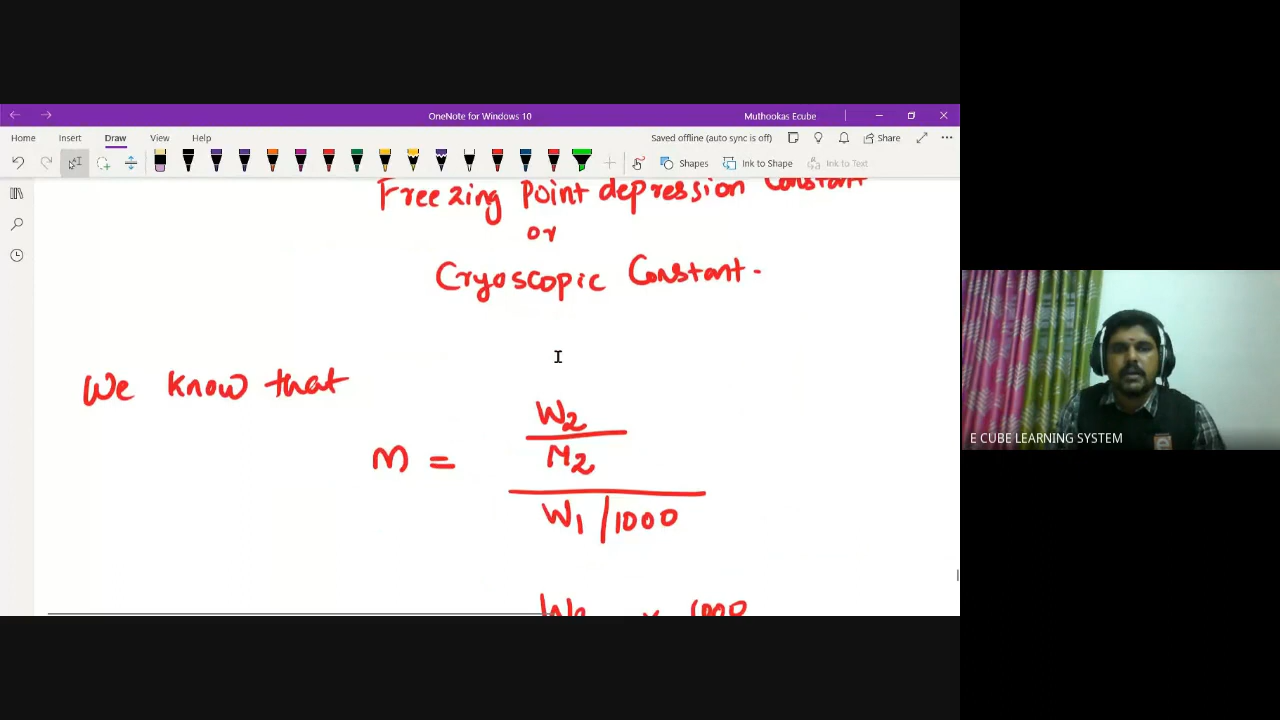 OneNote for Windows 10
Muthookas Ecube
Home Insert Draw View Help
Saved offline (auto sync is off)
Share
Shapes
Ink to Shape
Ink to Text
Freezing Point depression Constant
or
Cryoscopic Constant.
We know that
W2
m = M2
W1/1000
W2 x 1000
E CUBE LEARNING SYSTEM